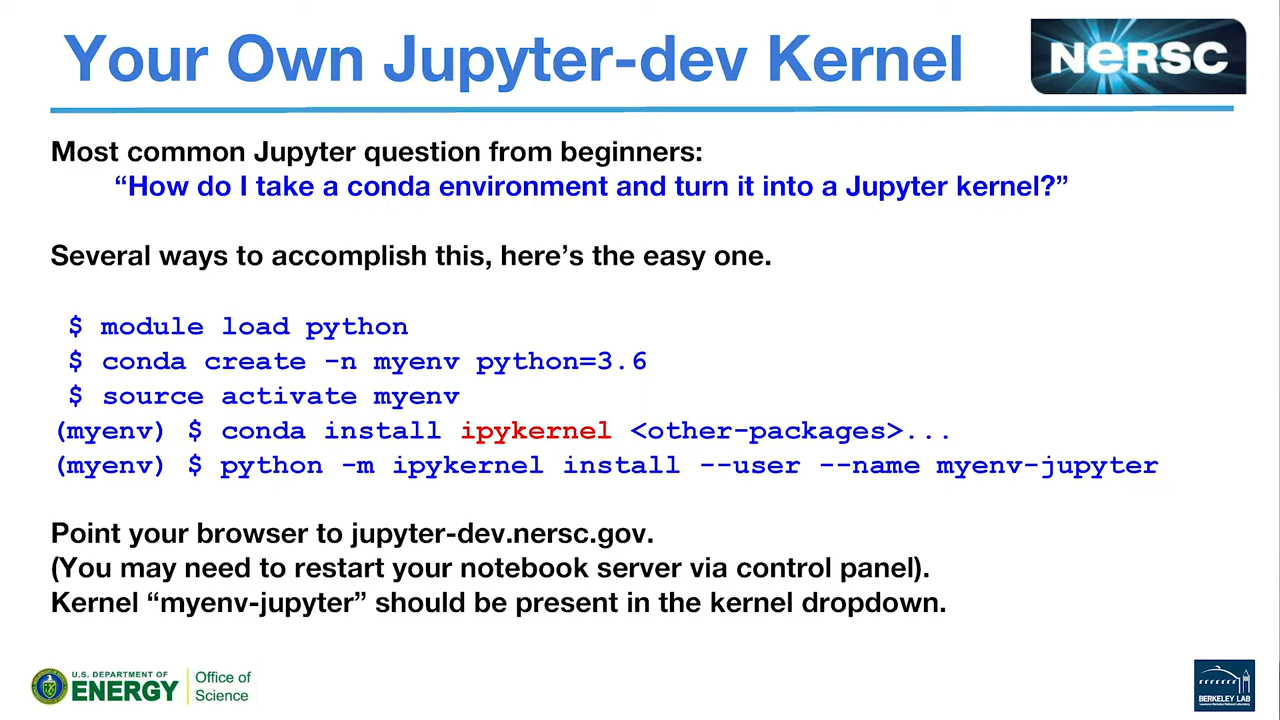 Your Own Jupyter-dev Kernel
NERSC
Most common Jupyter question from beginners:
“How do I take a conda environment and turn it into a Jupyter kernel?”
Several ways to accomplish this, here’s the easy one.
$ module load python
$ conda create -n myenv python=3.6
$ source activate myenv
(myenv) $ conda install ipykernel <other-packages>...
(myenv) $ python -m ipykernel install --user --name myenv-jupyter
Point your browser to jupyter-dev.nersc.gov.
(You may need to restart your notebook server via control panel).
Kernel “myenv-jupyter” should be present in the kernel dropdown.
U.S. DEPARTMENT OF
ENERGY
Office of
Science
BERKELEY LAB